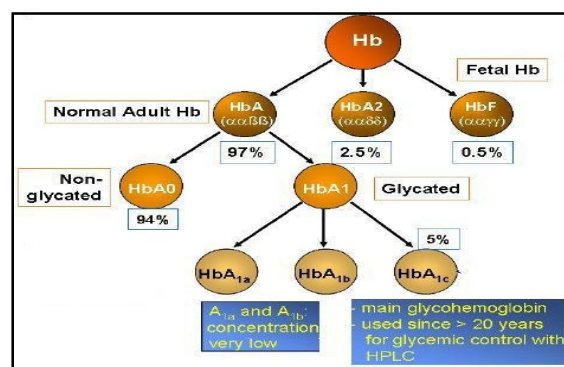 Hb
Fetal Hb
Normal Adult Hb
HbA
(ααßß)
HbA2
(ααδδ)
HbF
(ααγγ)
97%
2.5%
0.5%
Non-
glycated
HbA0
HbA1
Glycated
94%
5%
HbA1a
HbA1b
HbA1c
A1a and A1b:
concentration
very low
- main glycohemoglobin
- used since > 20 years
for glycemic control with
HPLC